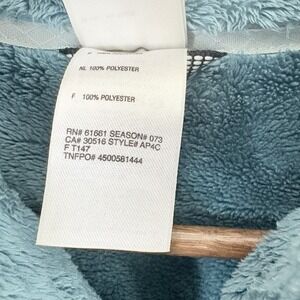 NL 100% POLYESTER
F 100% POLYESTER
RN# 61661 SEASON# 073
CA# 30516 STYLE# AP4C
F T147
TNFPO# 4500581444